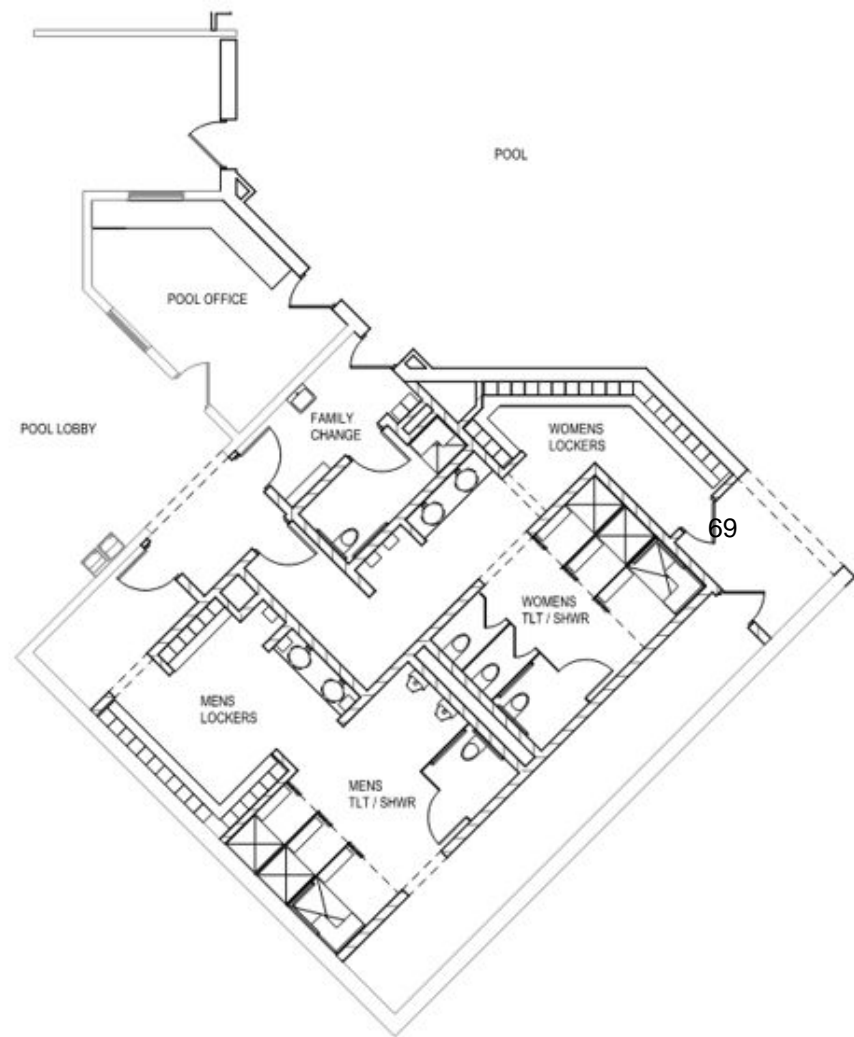 POOL
POOL OFFICE
FAMILY
CHANGE
POOL LOBBY
WOMENS
LOCKERS
69
WOMENS
TLT / SHWR
MENS
LOCKERS
MENS
TLT / SHWR